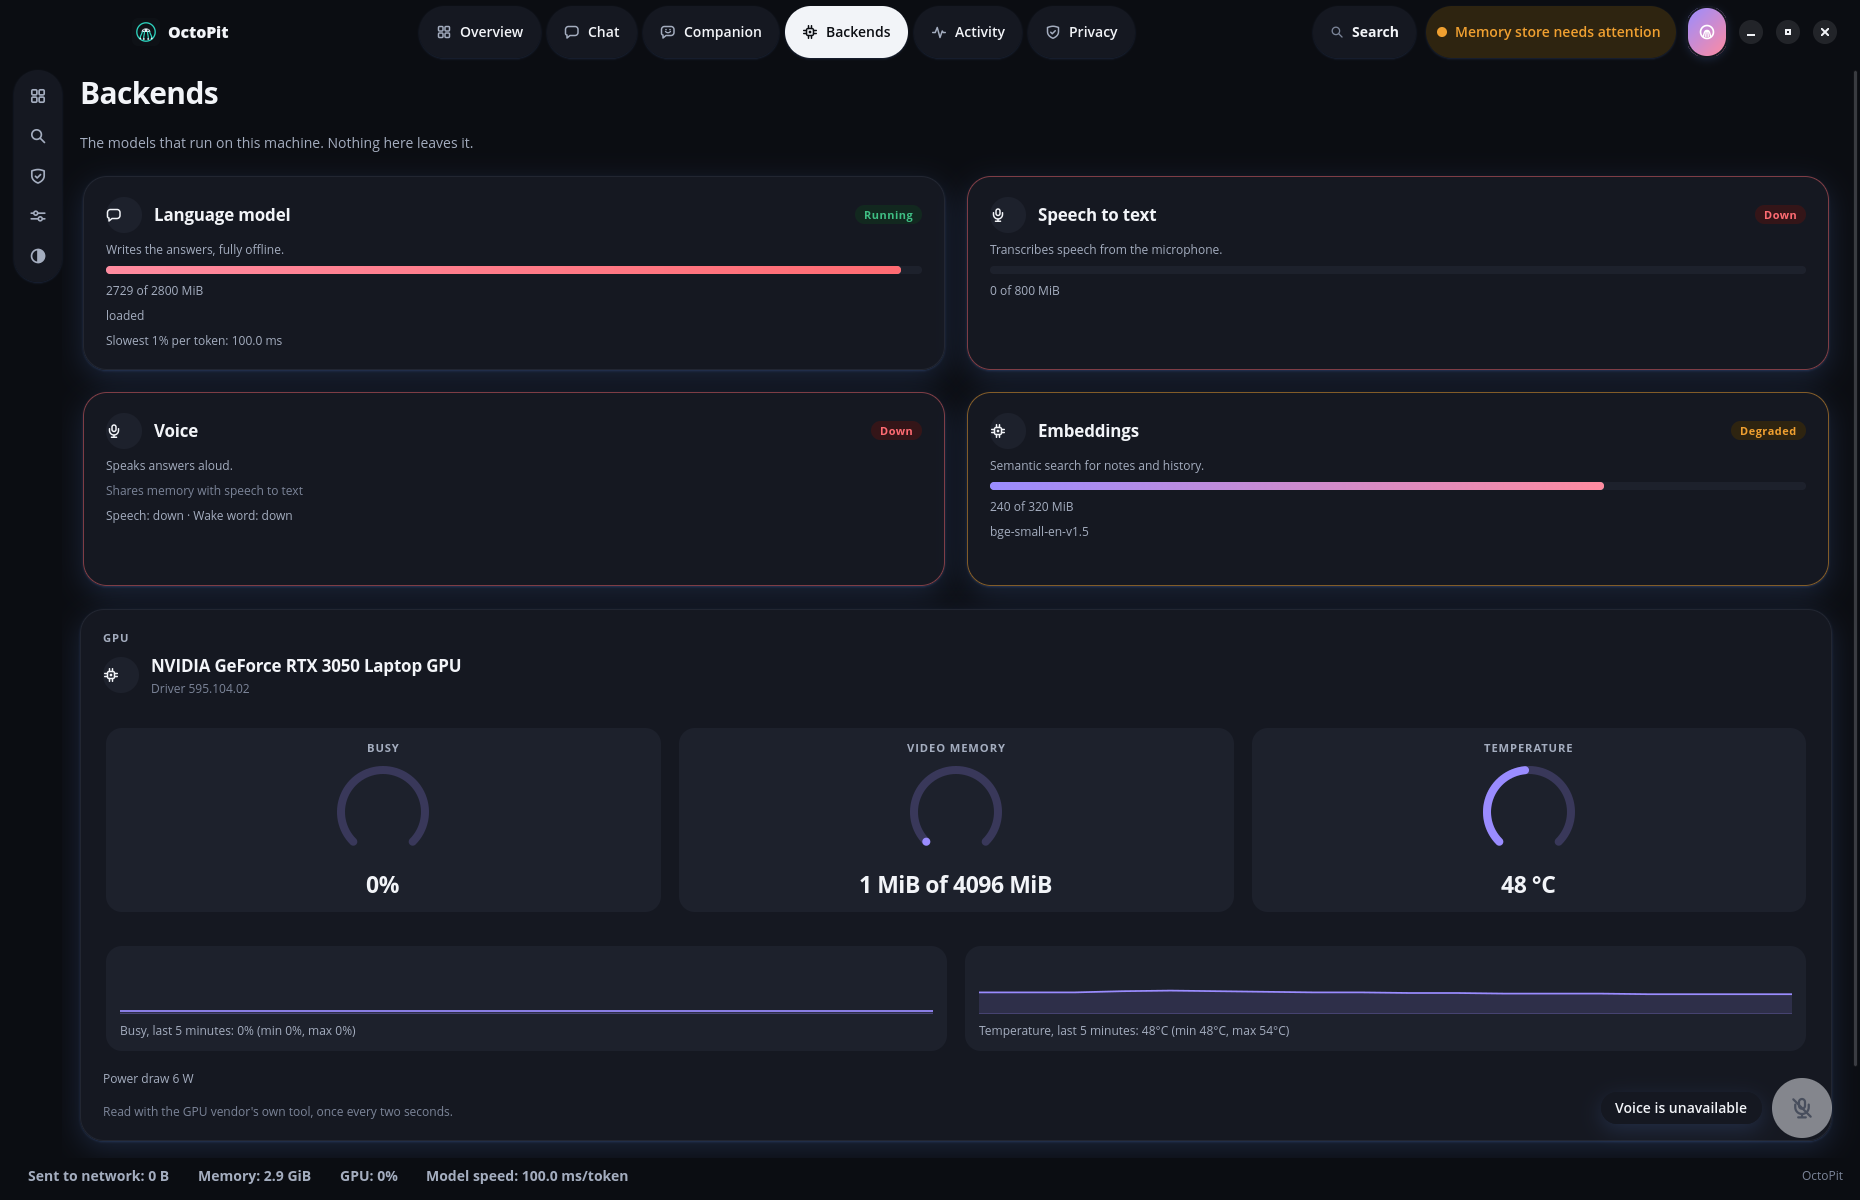 OctoPit
Overview
Chat
Companion
Backends
Activity
Privacy
Search
Memory store needs attention
Backends
The models that run on this machine. Nothing here leaves it.
Language model
Running
Writes the answers, fully offline.
2729 of 2800 MiB
loaded
Slowest 1% per token: 100.0 ms
Speech to text
Down
Transcribes speech from the microphone.
0 of 800 MiB
Voice
Down
Speaks answers aloud.
Shares memory with speech to text
Speech: down · Wake word: down
Embeddings
Degraded
Semantic search for notes and history.
240 of 320 MiB
bge-small-en-v1.5
GPU
NVIDIA GeForce RTX 3050 Laptop GPU
Driver 595.104.02
BUSY
0%
VIDEO MEMORY
1 MiB of 4096 MiB
TEMPERATURE
48 °C
Busy, last 5 minutes: 0% (min 0%, max 0%)
Temperature, last 5 minutes: 48°C (min 48°C, max 54°C)
Power draw 6 W
Read with the GPU vendor's own tool, once every two seconds.
Voice is unavailable
Sent to network: 0 B
Memory: 2.9 GiB
GPU: 0%
Model speed: 100.0 ms/token
OctoPit